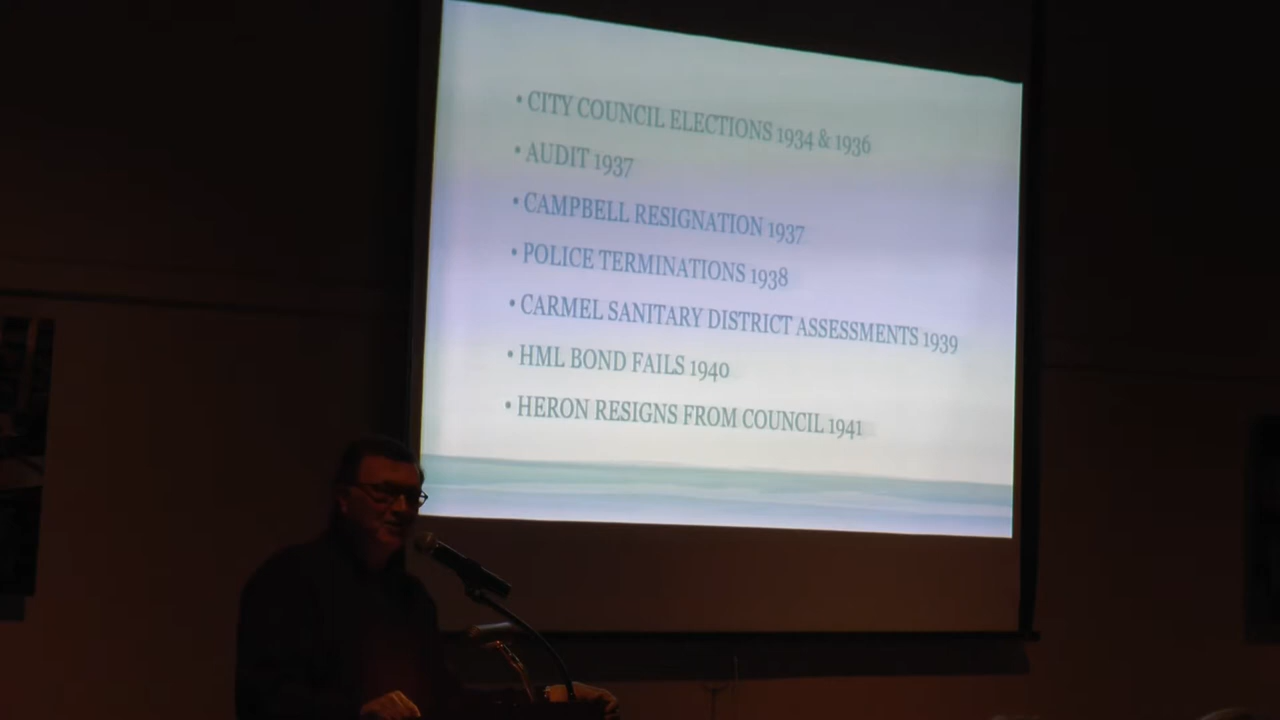 • CITY COUNCIL ELECTIONS 1934 & 1936
• AUDIT 1937
• CAMPBELL RESIGNATION 1937
• POLICE TERMINATIONS 1938
• CARMEL SANITARY DISTRICT ASSESSMENTS 1939
• HML BOND FAILS 1940
• HERON RESIGNS FROM COUNCIL 1941